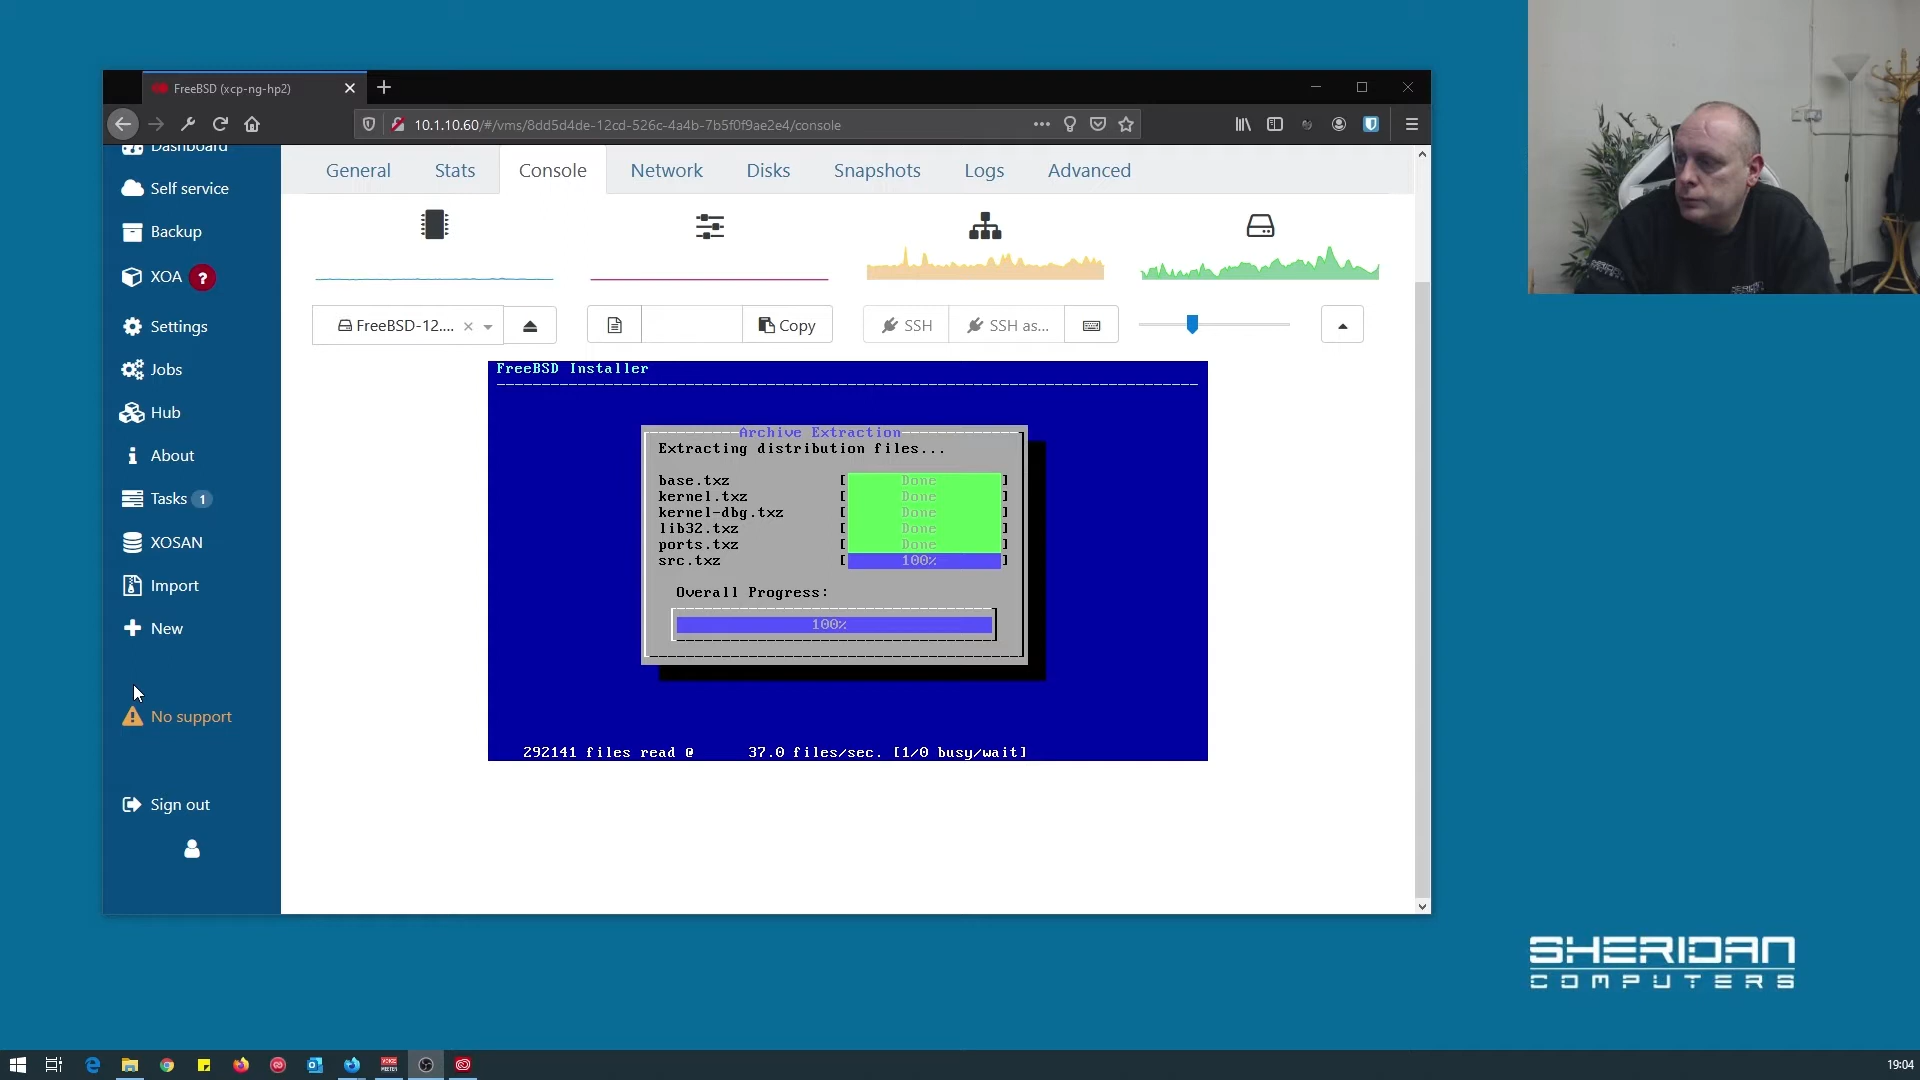 FreeBSD (xcp-ng-hp2)
10.1.10.60/#/vms/8dd5d4de-12cd-526c-4a4b-7b5f0f9ae2e4/console
Dashboard
Self service
Backup
XOA ?
Settings
Jobs
Hub
About
Tasks 1
XOSAN
Import
New
No support
Sign out
General Stats Console Network Disks Snapshots Logs Advanced
FreeBSD-12.... Copy SSH SSH as...
FreeBSD Installer
Archive Extraction
Extracting distribution files...
base.txz [ Done ]
kernel.txz [ Done ]
kernel-dbg.txz [ Done ]
lib32.txz [ Done ]
ports.txz [ Done ]
src.txz [ 100% ]
Overall Progress:
100%
292141 files read @ 37.0 files/sec. [1/0 busy/wait]
SHERIDAN
COMPUTERS
19:04